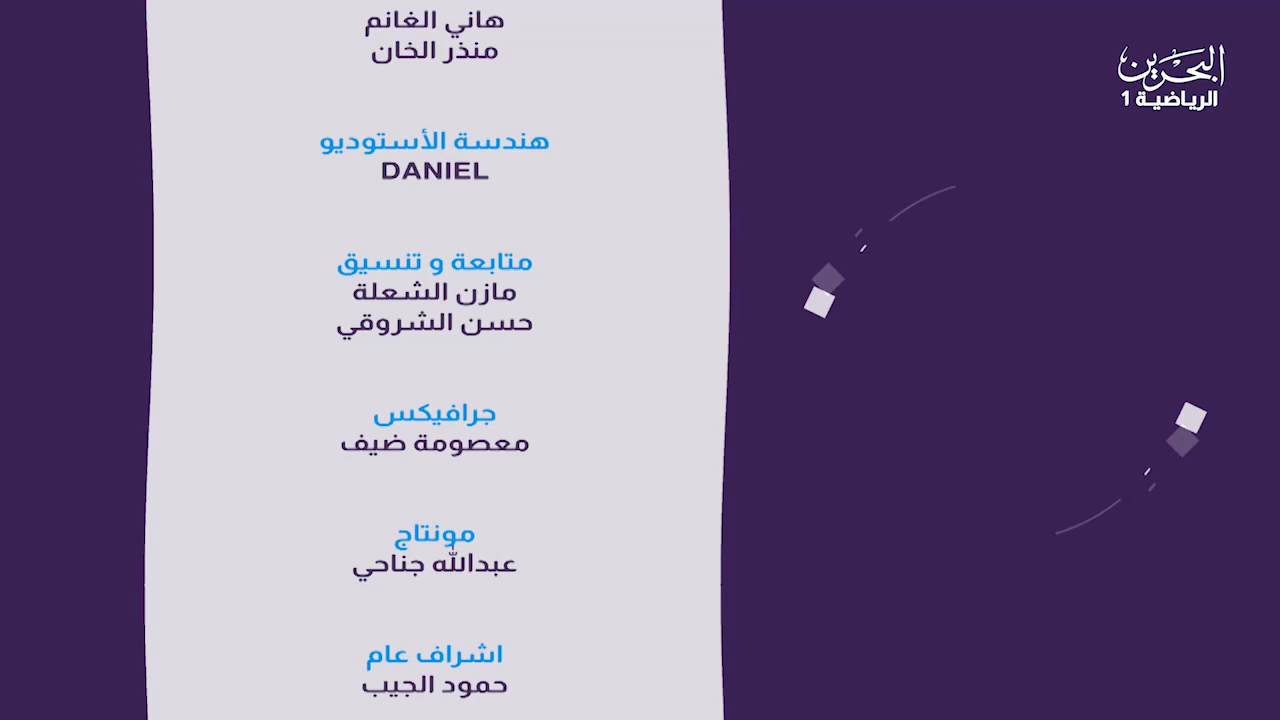 هاني الغانم
منذر الخان
هندسة الأستوديو
DANIEL
متابعة و تنسيق
مازن الشعلة
حسن الشروقي
جرافيكس
معصومة ضيف
مونتاج
عبدالله جناحي
اشراف عام
حمود الجيب
البحرين
الرياضية 1